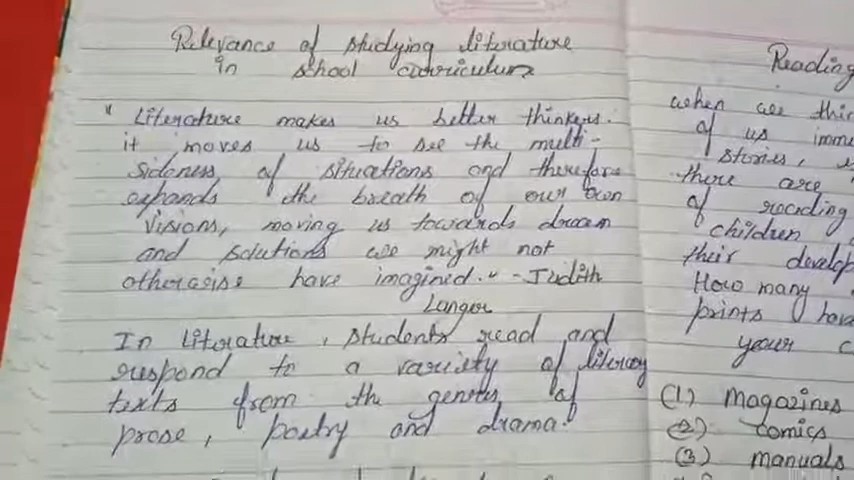 Relevance of studying literature
in school curriculum
" Literature makes us better thinkers.
it moves us to see the multi-
sideness of situations and therefore
expands the breath of our own
visions, moving us towards dream
and solutions we might not
otherwise have imagined." - Judith
Langer
In literature, students read and
respond to a variety of literary
texts from the genres of
prose, poetry and drama.
Reading
when we thin
of us imme
stories,
there are
of reading
children
their develop
How many
prints have
your c
(1) magazines
(2) comics
(3) manuals